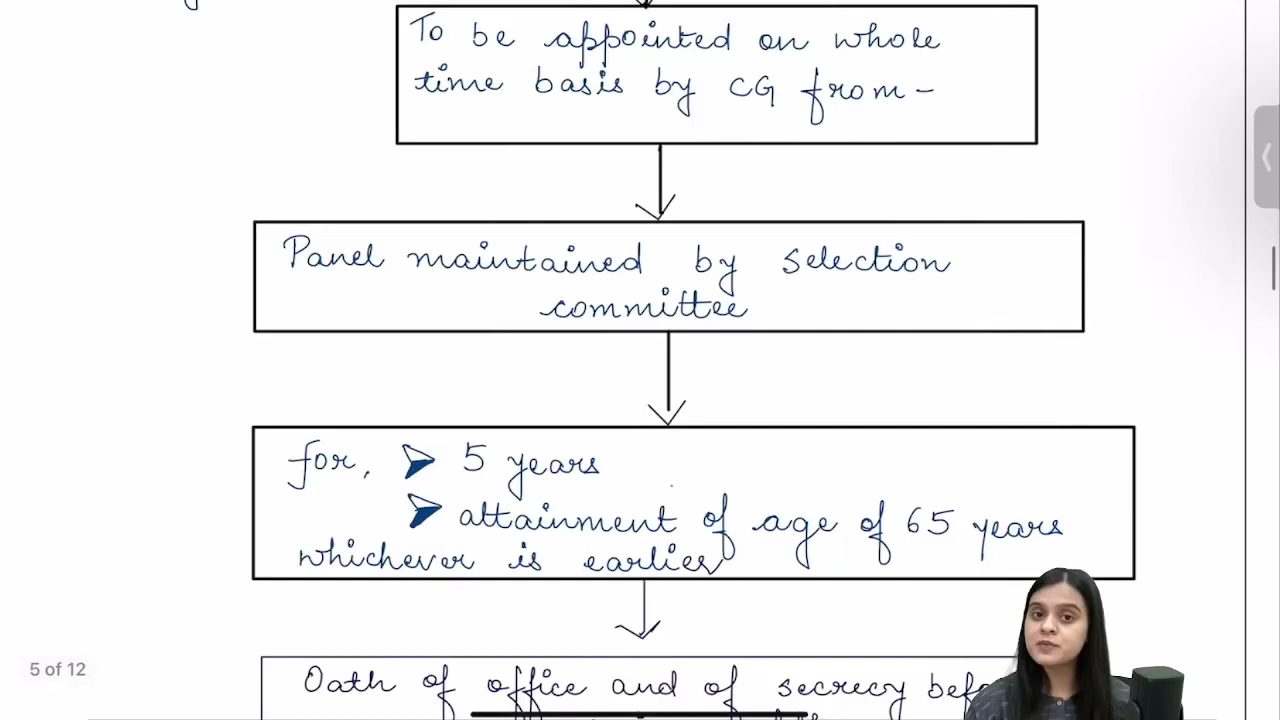 To be appointed on whole
time basis by CG from -
Panel maintained by selection
committee
for, ➤ 5 years
➤ attainment of age of 65 years
whichever is earlier
5 of 12
Oath of office and of secrecy